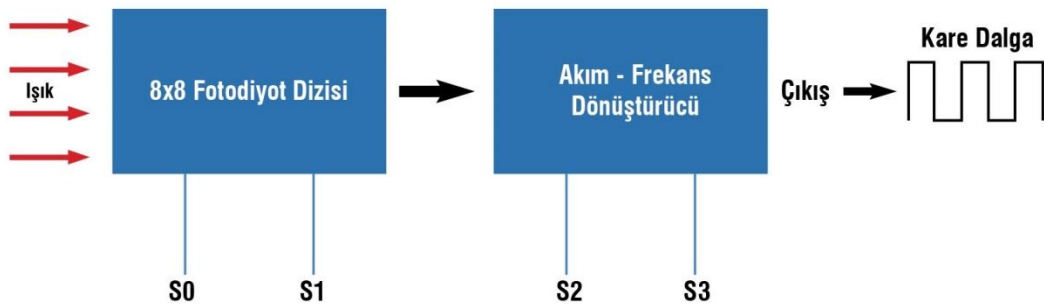 Işık
8x8 Fotodiyot Dizisi
Akım - Frekans
Dönüştürücü
Çıkış
Kare Dalga
S0
S1
S2
S3